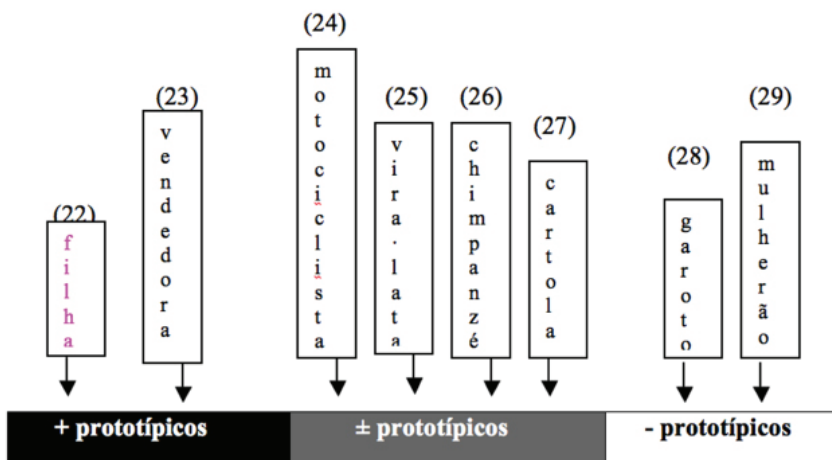 (22)
filha
(23)
vendedora
(24)
motociclista
(25)
vira-lata
(26)
chimpanzé
(27)
cartola
(28)
garoto
(29)
mulherão
+ prototípicos
± prototípicos
- prototípicos